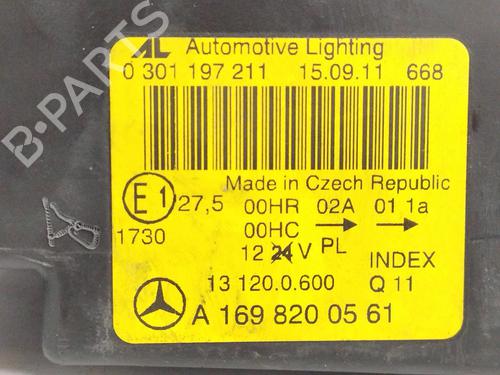 AL Automotive Lighting
0 301 197 211 15.09.11 668
Made in Czech Republic
E1 27,5 00HR 02A 01 1a
1730 00HC → →
12 24 V PL INDEX
13 120.0.600 Q 11
A 169 820 05 61
B-PARTS